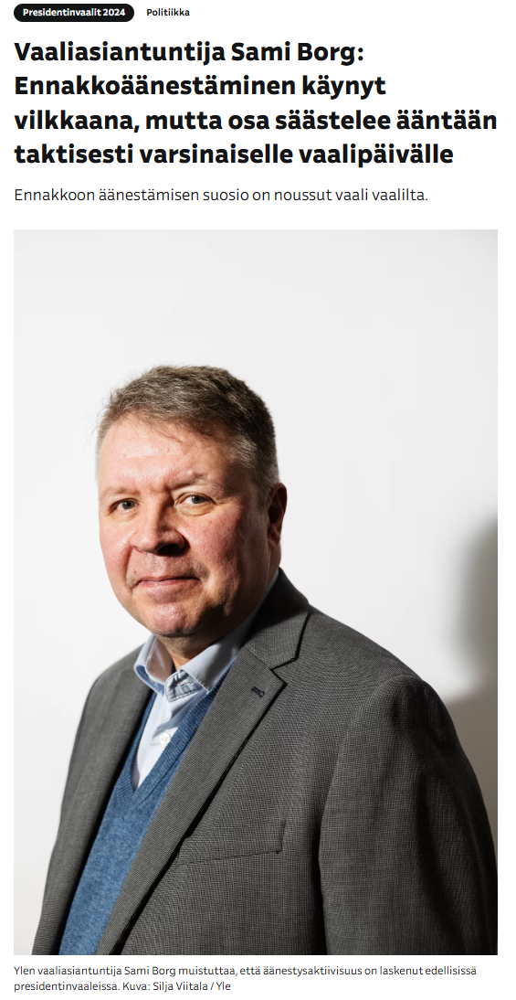 Presidentinvaalit 2024 Politiikka
Vaaliasiantuntija Sami Borg:
Ennakkoäänestäminen käynyt
vilkkaana, mutta osa säästelee ääntään
taktisesti varsinaiselle vaalipäivälle
Ennakkoon äänestämisen suosio on noussut vaali vaalilta.
Ylen vaaliasiantuntija Sami Borg muistuttaa, että äänestysaktiivisuus on laskenut edellisissä
presidentinvaaleissa. Kuva: Silja Viitala / Yle